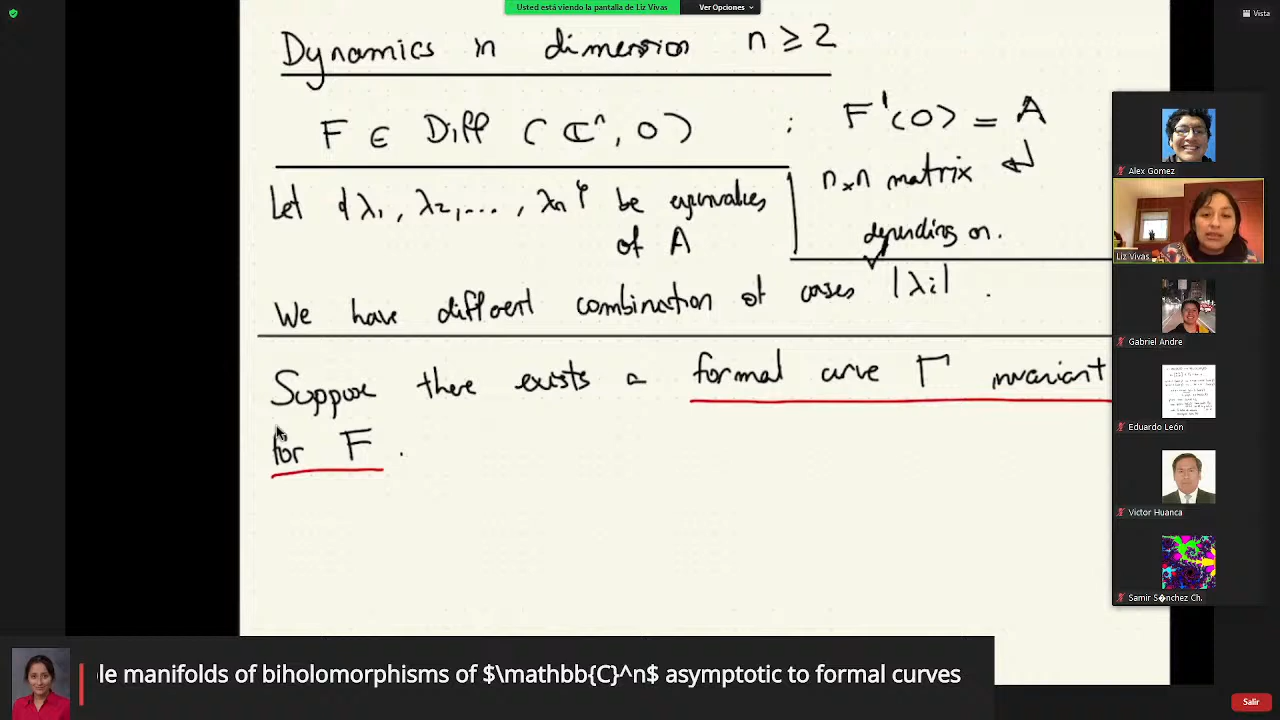 Usted está viendo la pantalla de Liz Vivas
Ver Opciones
Vista
Dynamics in dimension n ≥ 2
F ∈ Diff (ℂⁿ, 0) : F'(0) = A
n×n matrix
Let {λ1, λ2, ..., λn} be eigenvalues
of A
depending on.
We have different combination of cases |λi| .
Suppose there exists a formal curve Γ invariant
for F .
Alex Gomez
Liz Vivas
Gabriel Andre
Eduardo León
Victor Huanca
Samir S�nchez Ch.
le manifolds of biholomorphisms of $\mathbb{C}^n$ asymptotic to formal curves
Salir